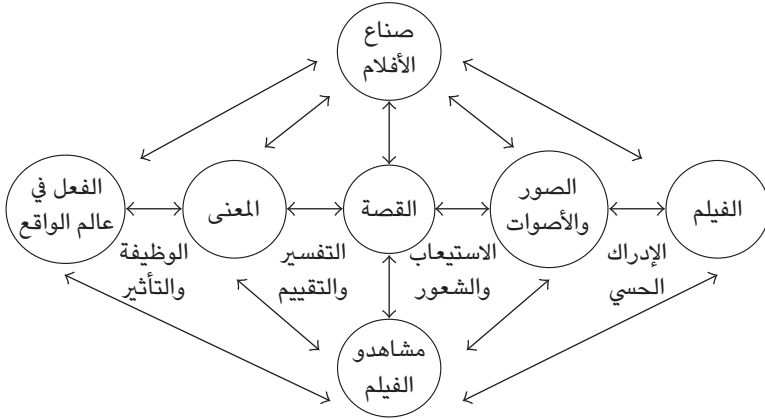 صناع
الأفلام
الفيلم
الصور
والأصوات
القصة
المعنى
الفعل في
عالم الواقع
الإدراك
الحسي
الاستيعاب
والشعور
التفسير
والتقييم
الوظيفة
والتأثير
مشاهدو
الفيلم